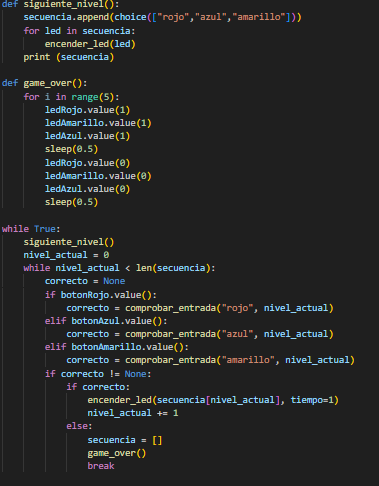 def siguiente_nivel():
    secuencia.append(choice(["rojo","azul","amarillo"]))
    for led in secuencia:
        encender_led(led)
    print (secuencia)

def game_over():
    for i in range(5):
        ledRojo.value(1)
        ledAmarillo.value(1)
        ledAzul.value(1)
        sleep(0.5)
        ledRojo.value(0)
        ledAmarillo.value(0)
        ledAzul.value(0)
        sleep(0.5)

while True:
    siguiente_nivel()
    nivel_actual = 0
    while nivel_actual < len(secuencia):
        correcto = None
        if botonRojo.value():
            correcto = comprobar_entrada("rojo", nivel_actual)
        elif botonAzul.value():
            correcto = comprobar_entrada("azul", nivel_actual)
        elif botonAmarillo.value():
            correcto = comprobar_entrada("amarillo", nivel_actual)
        if correcto != None:
            if correcto:
                encender_led(secuencia[nivel_actual], tiempo=1)
                nivel_actual += 1
            else:
                secuencia = []
                game_over()
                break